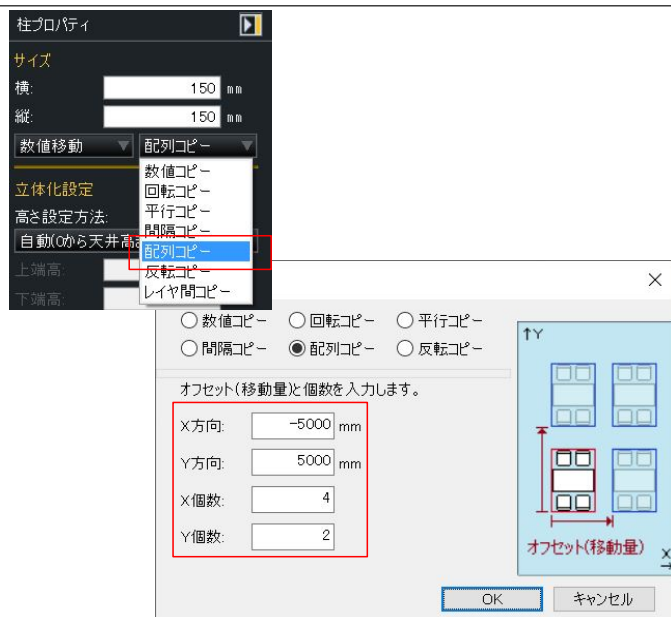 柱プロパティ
サイズ
横: 150 mm
縦: 150 mm
数値移動 配列コピー
数値コピー
回転コピー
平行コピー
間隔コピー
配列コピー
反転コピー
レイヤ間コピー
立体化設定
高さ設定方法:
自動(0から天井高さ
上端高:
下端高:
数値コピー 回転コピー 平行コピー
間隔コピー 配列コピー 反転コピー
オフセット(移動量)と個数を入力します。
X方向: -5000 mm
Y方向: 5000 mm
X個数: 4
Y個数: 2
↑Y
オフセット(移動量)
X
→
OK キャンセル